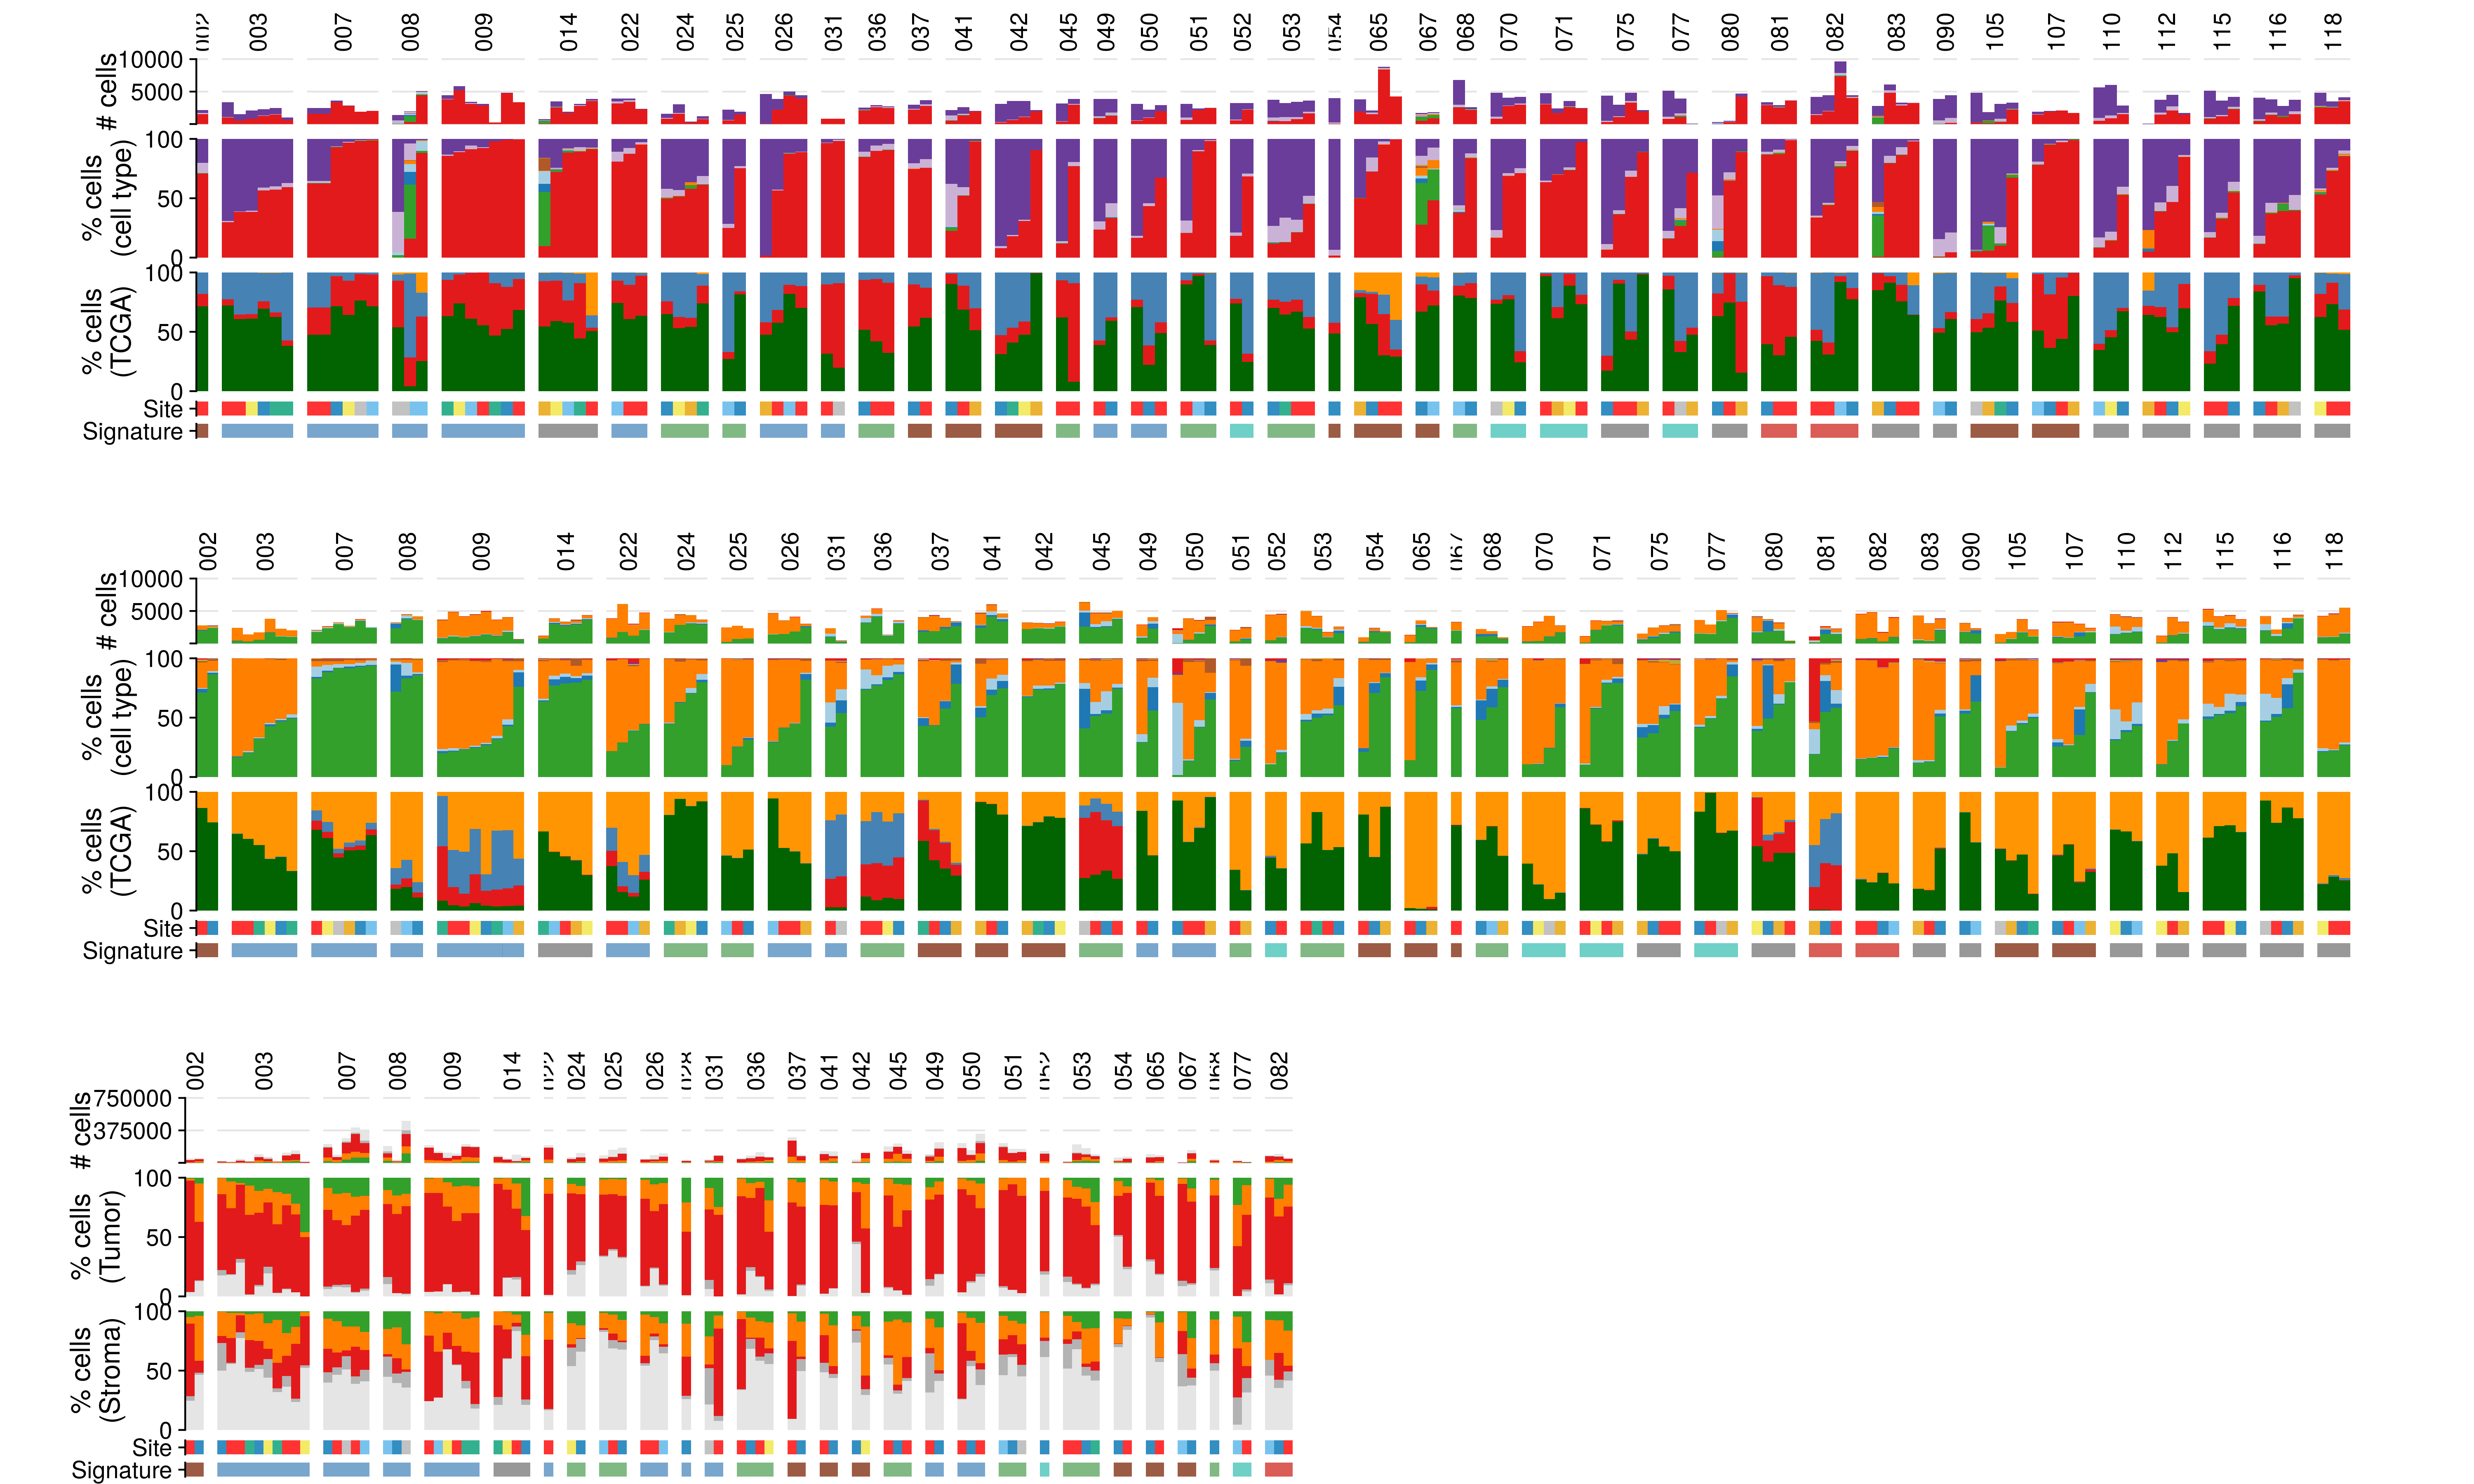 002 003 007 008 009 014 022 024 025 026 031 036 037 041 042 045 049 050 051 052 053 054 065 067 068 070 071 075 077 080 081 082 083 090 105 107 110 112 115 116 118
# cells
10000
5000
% cells
(cell type)
100
50
0
% cells
(TCGA)
100
50
0
Site
Signature
002 003 007 008 009 014 022 024 025 026 031 036 037 041 042 045 049 050 051 052 053 054 065 067 068 070 071 075 077 080 081 082 083 090 105 107 110 112 115 116 118
# cells
10000
5000
% cells
(cell type)
100
50
0
% cells
(TCGA)
100
50
0
Site
Signature
002 003 007 008 009 014 022 024 025 026 028 031 036 037 041 042 045 049 050 051 052 053 054 065 067 068 077 082
# cells
750000
375000
% cells
(Tumor)
100
50
0
% cells
(Stroma)
100
50
0
Site
Signature